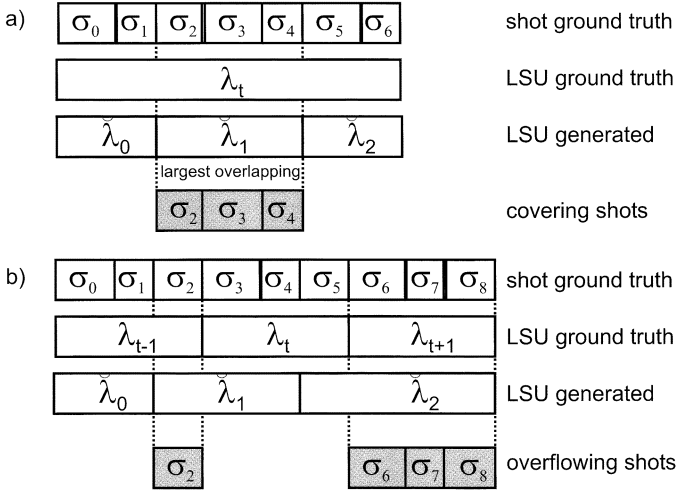 a) σ0 σ1 σ2 σ3 σ4 σ5 σ6 shot ground truth
λt LSU ground truth
λ̆0 λ̆1 λ̆2 LSU generated
largest overlapping
σ2 σ3 σ4 covering shots
b) σ0 σ1 σ2 σ3 σ4 σ5 σ6 σ7 σ8 shot ground truth
λt-1 λt λt+1 LSU ground truth
λ̆0 λ̆1 λ̆2 LSU generated
σ2 σ6 σ7 σ8 overflowing shots